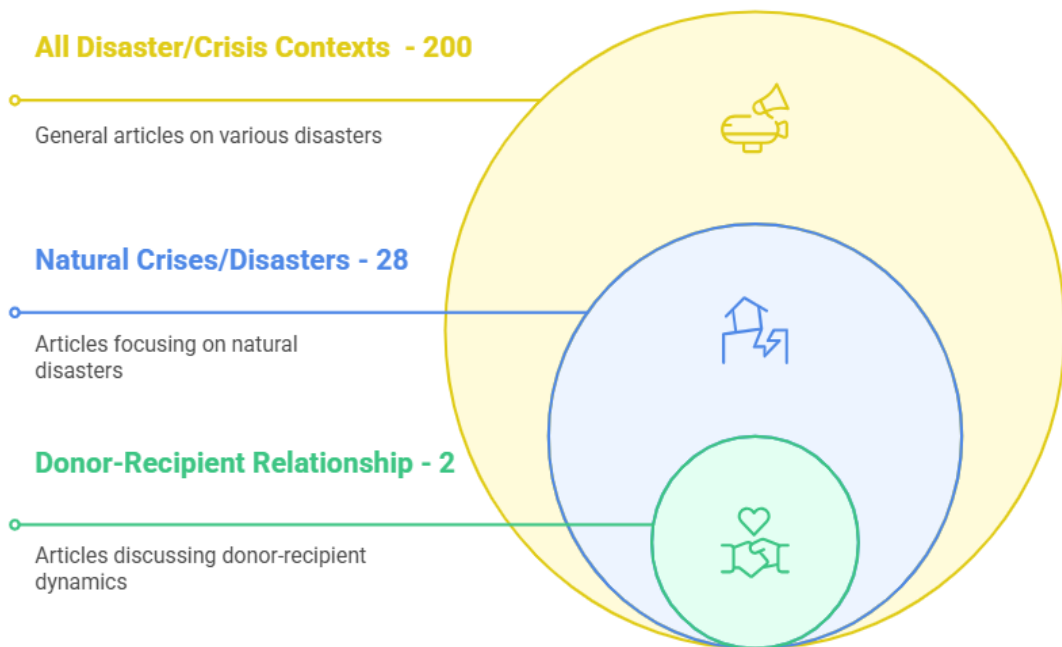 All Disaster/Crisis Contexts - 200
General articles on various disasters
Natural Crises/Disasters - 28
Articles focusing on natural
disasters
Donor-Recipient Relationship - 2
Articles discussing donor-recipient
dynamics